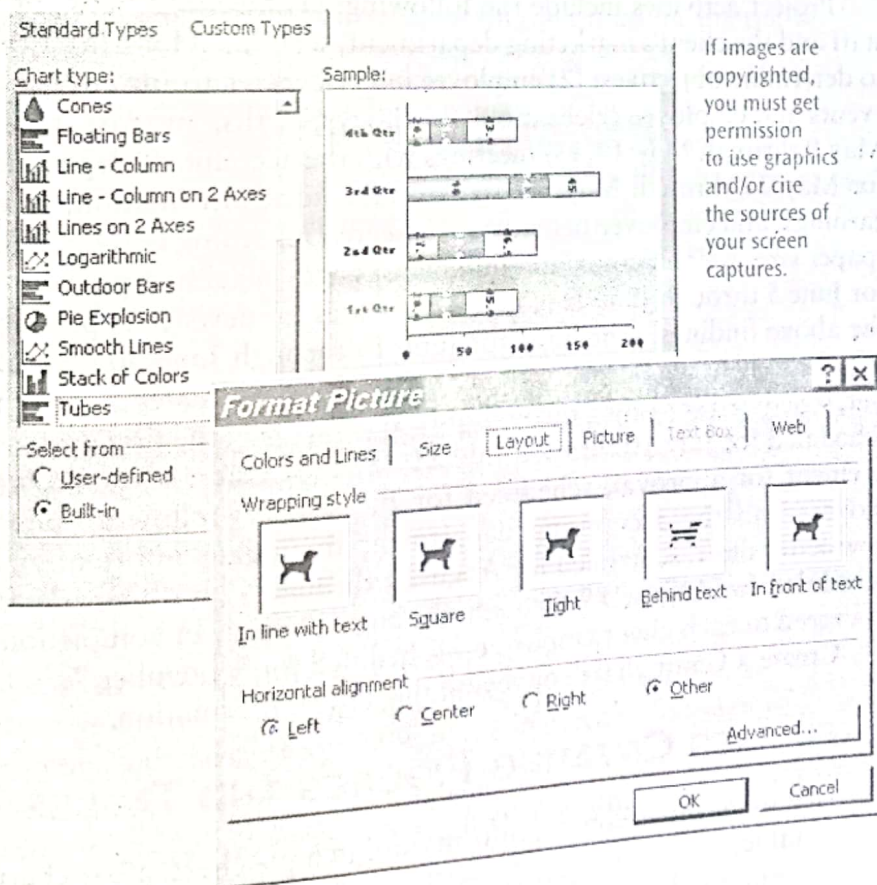 Standard Types Custom Types
Chart type:
Cones
Floating Bars
Line - Column
Line - Column on 2 Axes
Lines on 2 Axes
Logarithmic
Outdoor Bars
Pie Explosion
Smooth Lines
Stack of Colors
Tubes
Select from
User-defined
Built-in
Sample:
4th Qtr
3rd Qtr
2nd Qtr
1st Qtr
0 50 100 150 200
If images are
copyrighted,
you must get
permission
to use graphics
and/or cite
the sources of
your screen
captures.
Format Picture
Colors and Lines Size Layout Picture Text Box Web
Wrapping style
In line with text Square Tight Behind text In front of text
Horizontal alignment
Left Center Right Other
Advanced...
OK Cancel